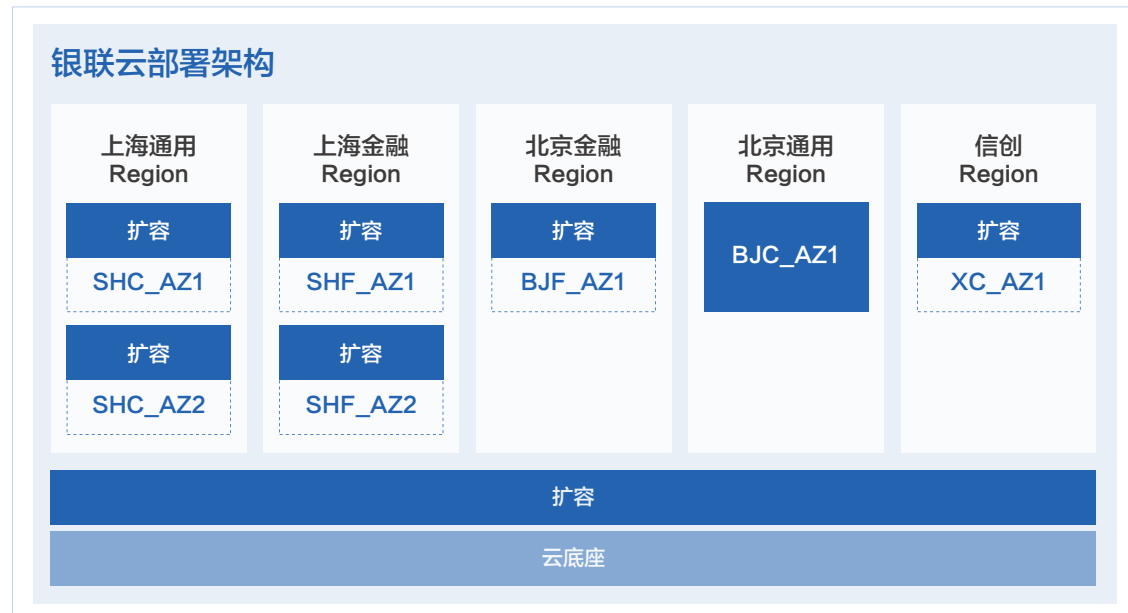 银联云部署架构
上海通用
Region
扩容
SHC_AZ1
扩容
SHC_AZ2
上海金融
Region
扩容
SHF_AZ1
扩容
SHF_AZ2
北京金融
Region
扩容
BJF_AZ1
北京通用
Region
BJC_AZ1
信创
Region
扩容
XC_AZ1
扩容
云底座